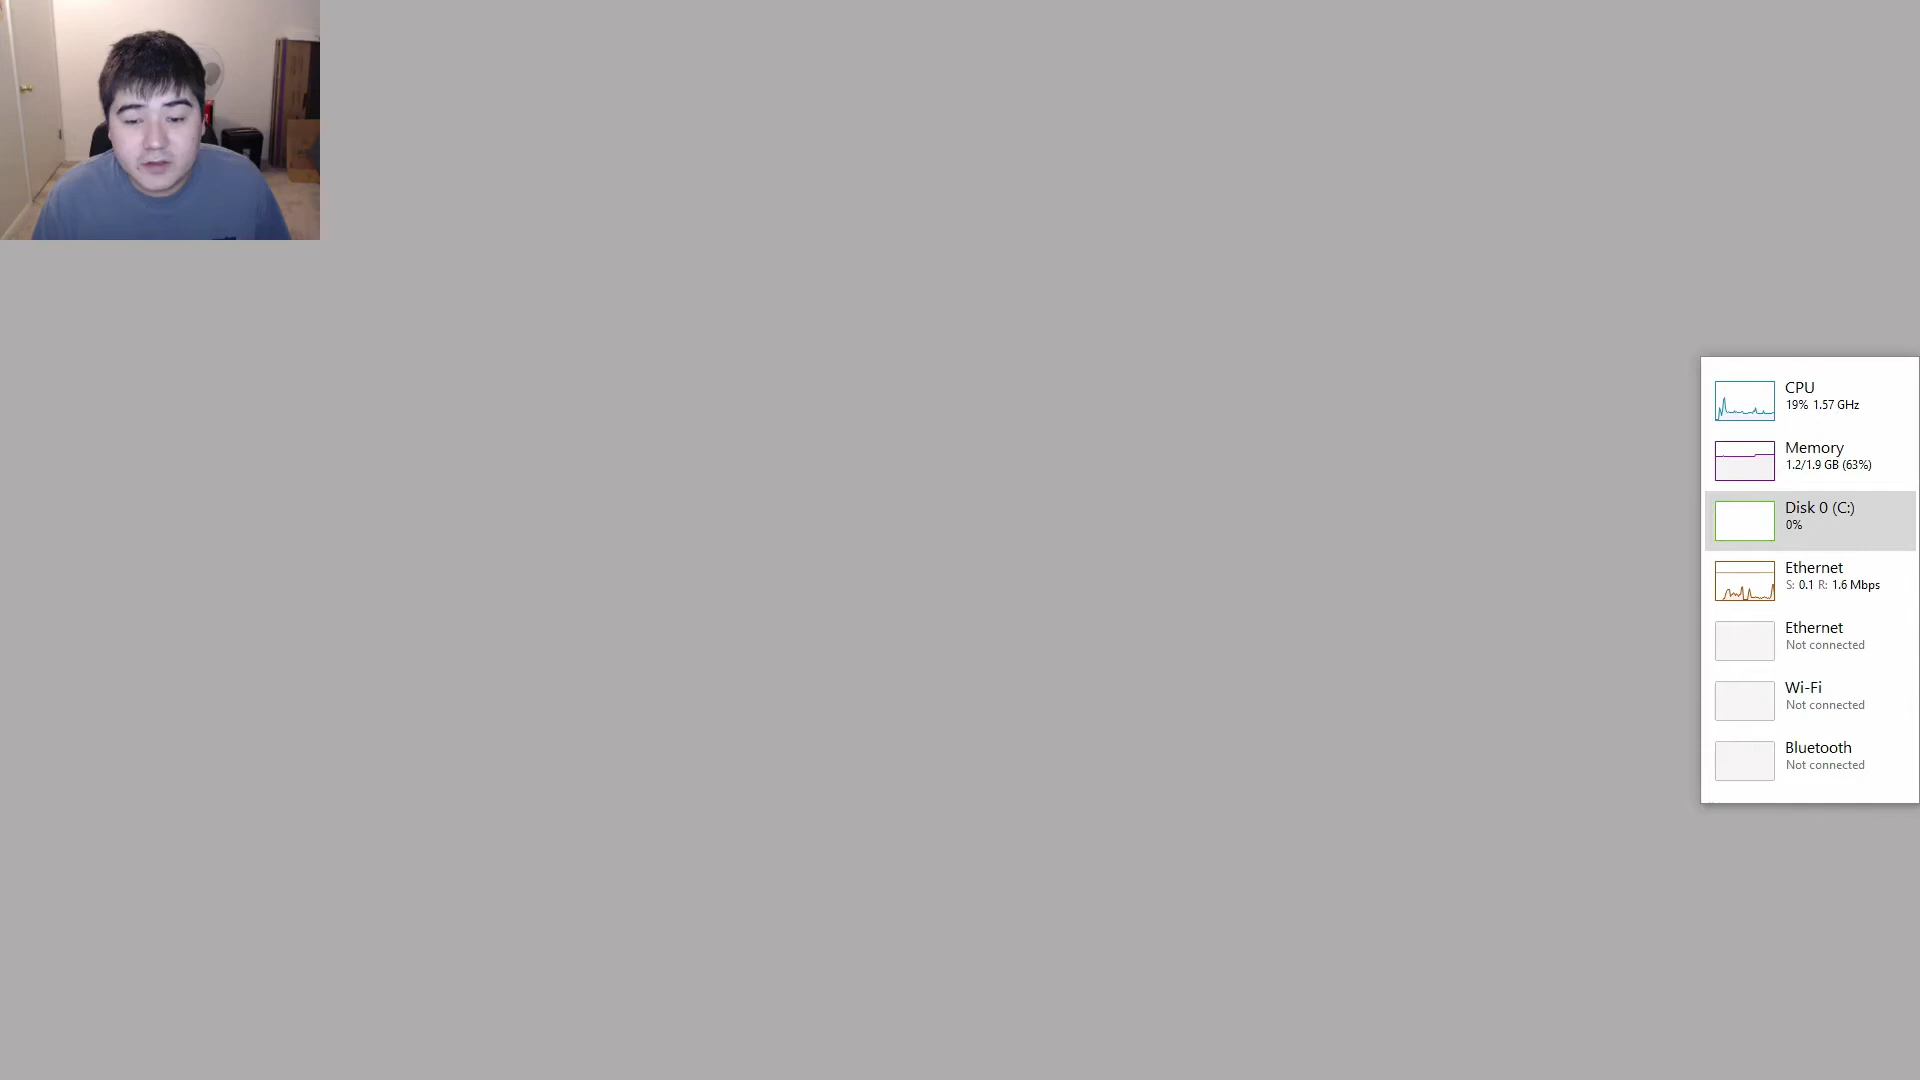 CPU
19% 1.57 GHz
Memory
1.2/1.9 GB (63%)
Disk 0 (C:)
0%
Ethernet
S: 0.1 R: 1.6 Mbps
Ethernet
Not connected
Wi-Fi
Not connected
Bluetooth
Not connected